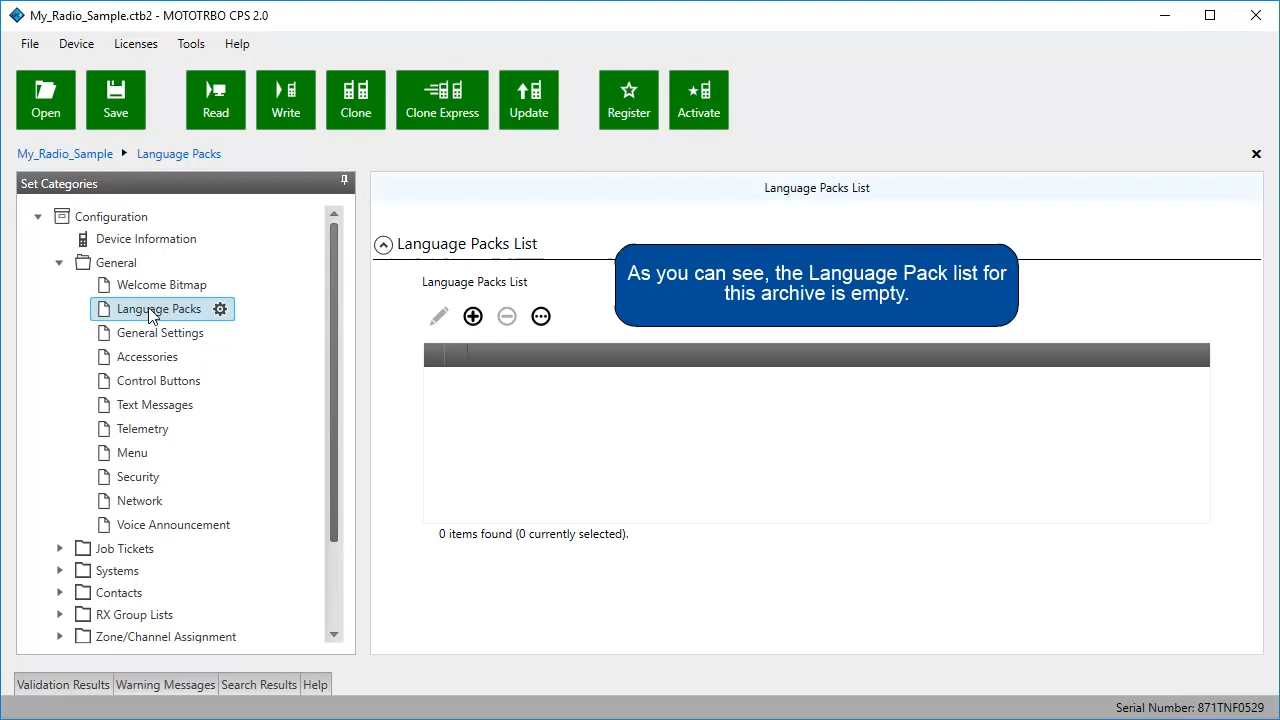 My_Radio_Sample.ctb2 - MOTOTRBO CPS 2.0
File Device Licenses Tools Help
Open Save Read Write Clone Clone Express Update Register Activate
My_Radio_Sample Language Packs
Set Categories
Language Packs List
Configuration
Device Information
General
Welcome Bitmap
Language Packs
General Settings
Accessories
Control Buttons
Text Messages
Telemetry
Menu
Security
Network
Voice Announcement
Job Tickets
Systems
Contacts
RX Group Lists
Zone/Channel Assignment
Language Packs List
Language Packs List
As you can see, the Language Pack list for
this archive is empty.
0 items found (0 currently selected).
Validation Results Warning Messages Search Results Help
Serial Number: 871TNF0529